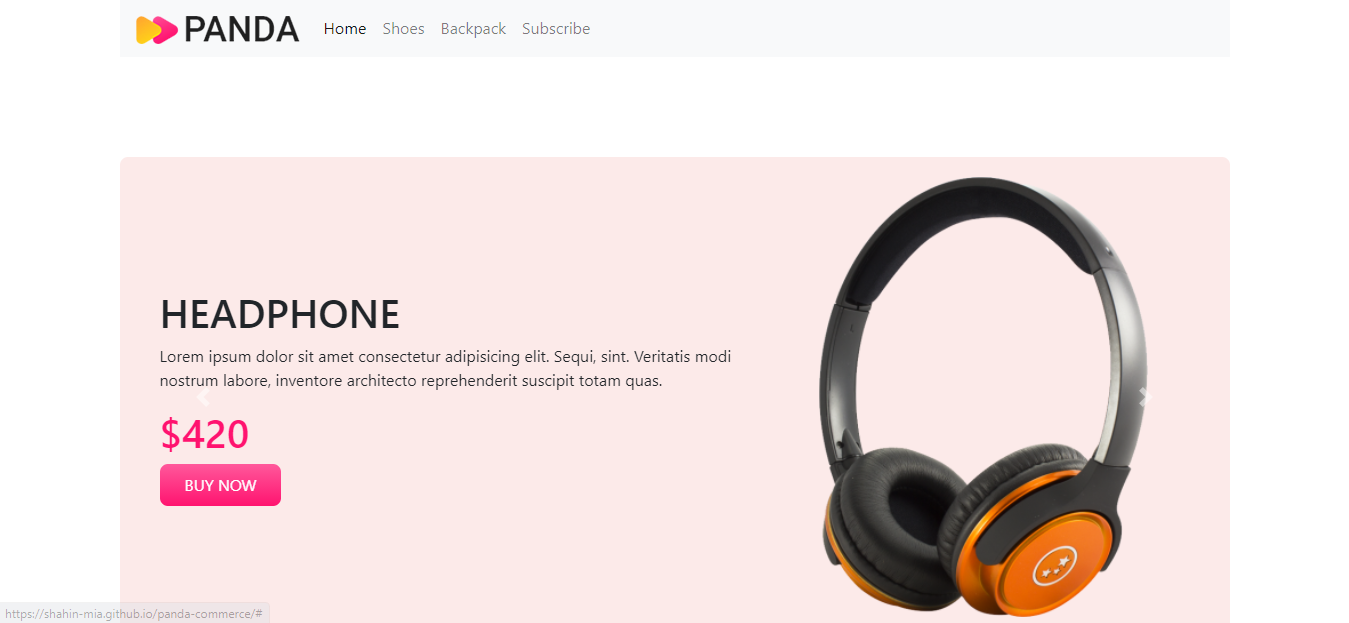 PANDA Home Shoes Backpack Subscribe
HEADPHONE
Lorem ipsum dolor sit amet consectetur adipisicing elit. Sequi, sint. Veritatis modi
nostrum labore, inventore architecto reprehenderit suscipit totam quas.
$420
BUY NOW
https://shahin-mia.github.io/panda-commerce/#